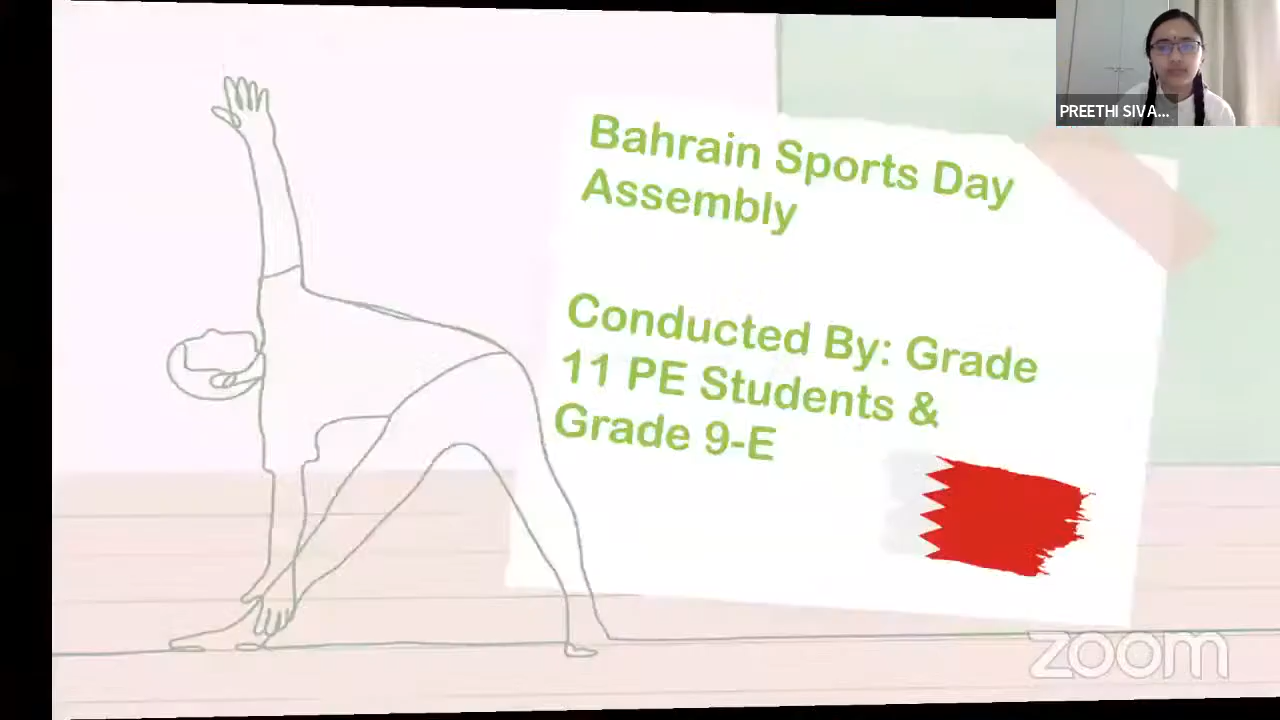 PREETHI SIVA...
Bahrain Sports Day
Assembly
Conducted By: Grade
11 PE Students &
Grade 9-E
zoom